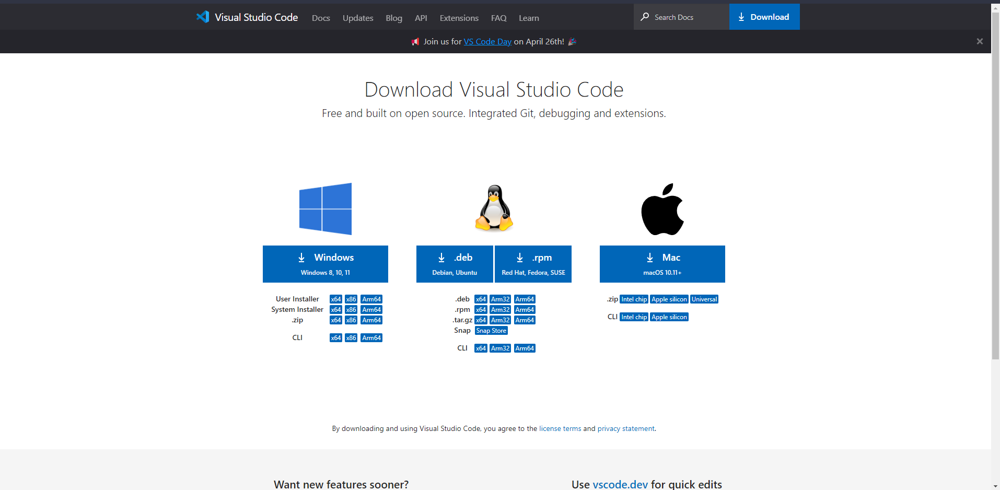 Visual Studio Code Docs Updates Blog API Extensions FAQ Learn Search Docs Download
Join us for VS Code Day on April 26th!
Download Visual Studio Code
Free and built on open source. Integrated Git, debugging and extensions.
Windows
Windows 8, 10, 11
User Installer x64 x86 Arm64
System Installer x64 x86 Arm64
.zip x64 x86 Arm64
CLI x64 x86 Arm64
.deb
Debian, Ubuntu
.rpm
Red Hat, Fedora, SUSE
.deb x64 Arm32 Arm64
.rpm x64 Arm32 Arm64
.tar.gz x64 Arm32 Arm64
Snap Snap Store
CLI x64 Arm32 Arm64
Mac
macOS 10.11+
.zip Intel chip Apple silicon Universal
CLI Intel chip Apple silicon
By downloading and using Visual Studio Code, you agree to the license terms and privacy statement.
Want new features sooner?
Use vscode.dev for quick edits